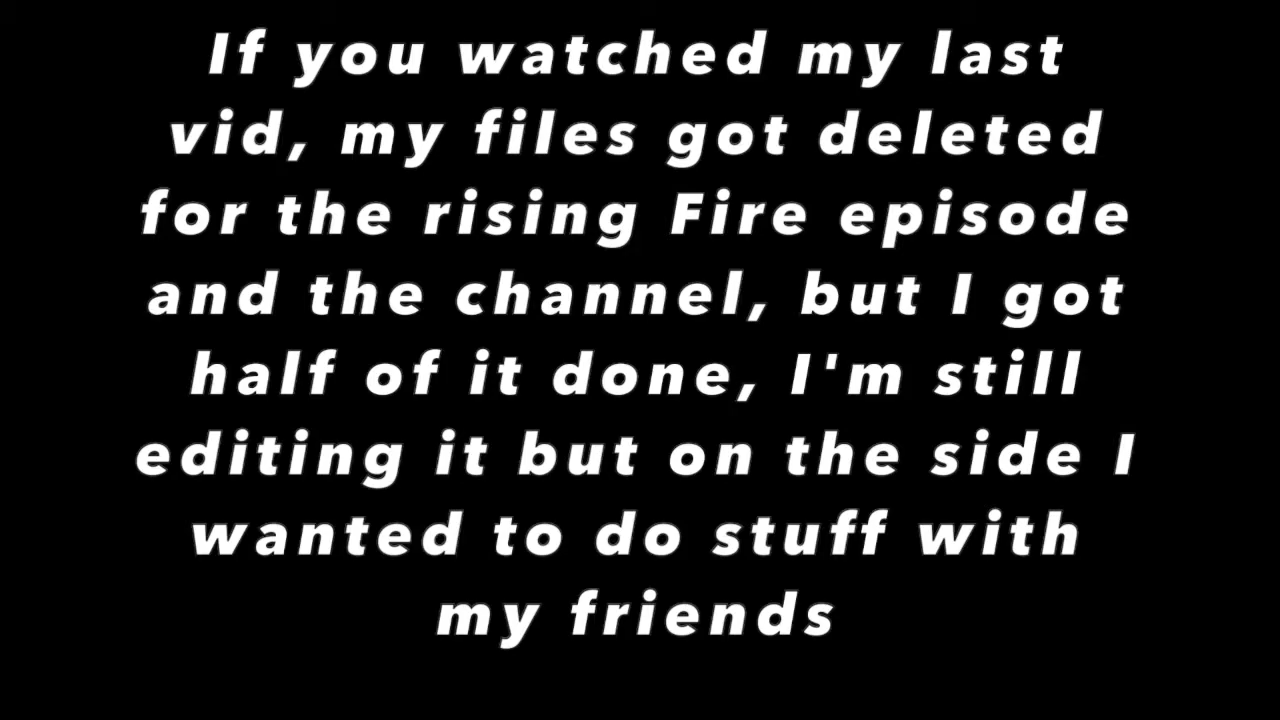 If you watched my last
vid, my files got deleted
for the rising Fire episode
and the channel, but I got
half of it done, I'm still
editing it but on the side I
wanted to do stuff with
my friends